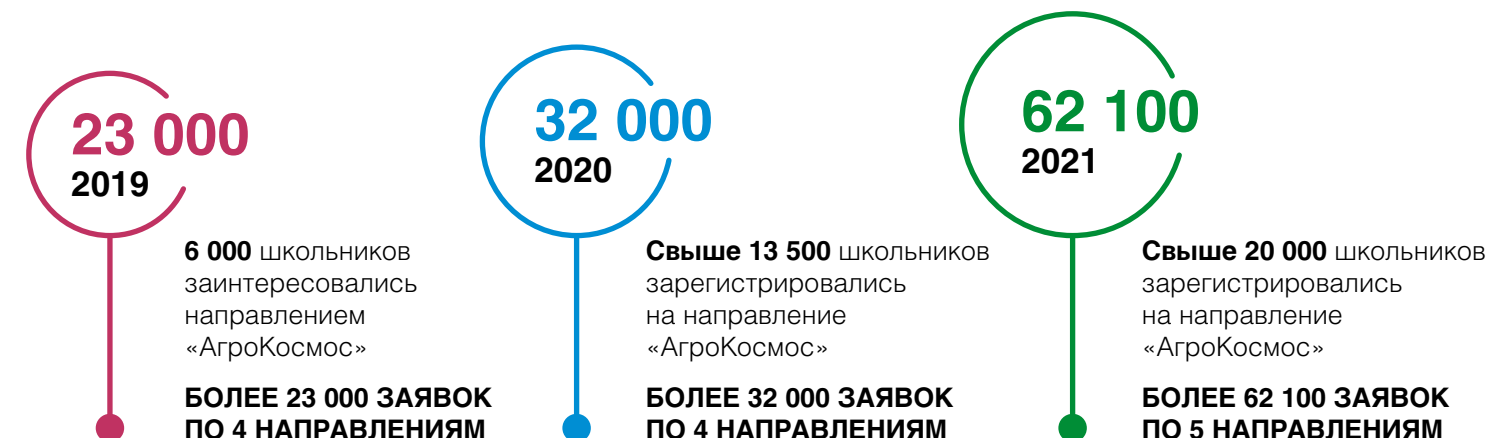 23 000
2019
6 000 школьников
заинтересовались
направлением
«АгроКосмос»
БОЛЕЕ 23 000 ЗАЯВОК
ПО 4 НАПРАВЛЕНИЯМ
32 000
2020
Свыше 13 500 школьников
зарегистрировались
на направление
«АгроКосмос»
БОЛЕЕ 32 000 ЗАЯВОК
ПО 4 НАПРАВЛЕНИЯМ
62 100
2021
Свыше 20 000 школьников
зарегистрировались
на направление
«АгроКосмос»
БОЛЕЕ 62 100 ЗАЯВОК
ПО 5 НАПРАВЛЕНИЯМ